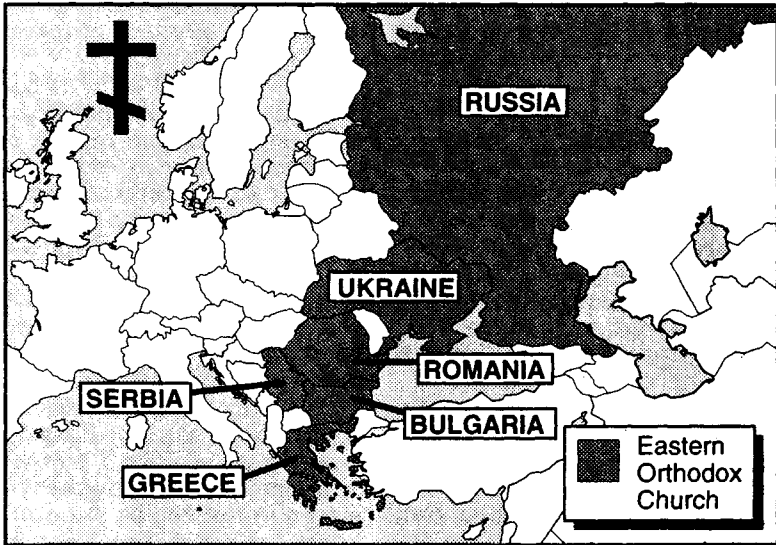 RUSSIA
UKRAINE
ROMANIA
SERBIA
BULGARIA
GREECE
Eastern
Orthodox
Church